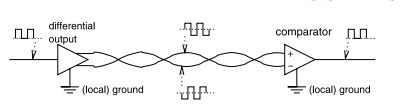 differential
output
comparator
+
−
(local) ground
(local) ground